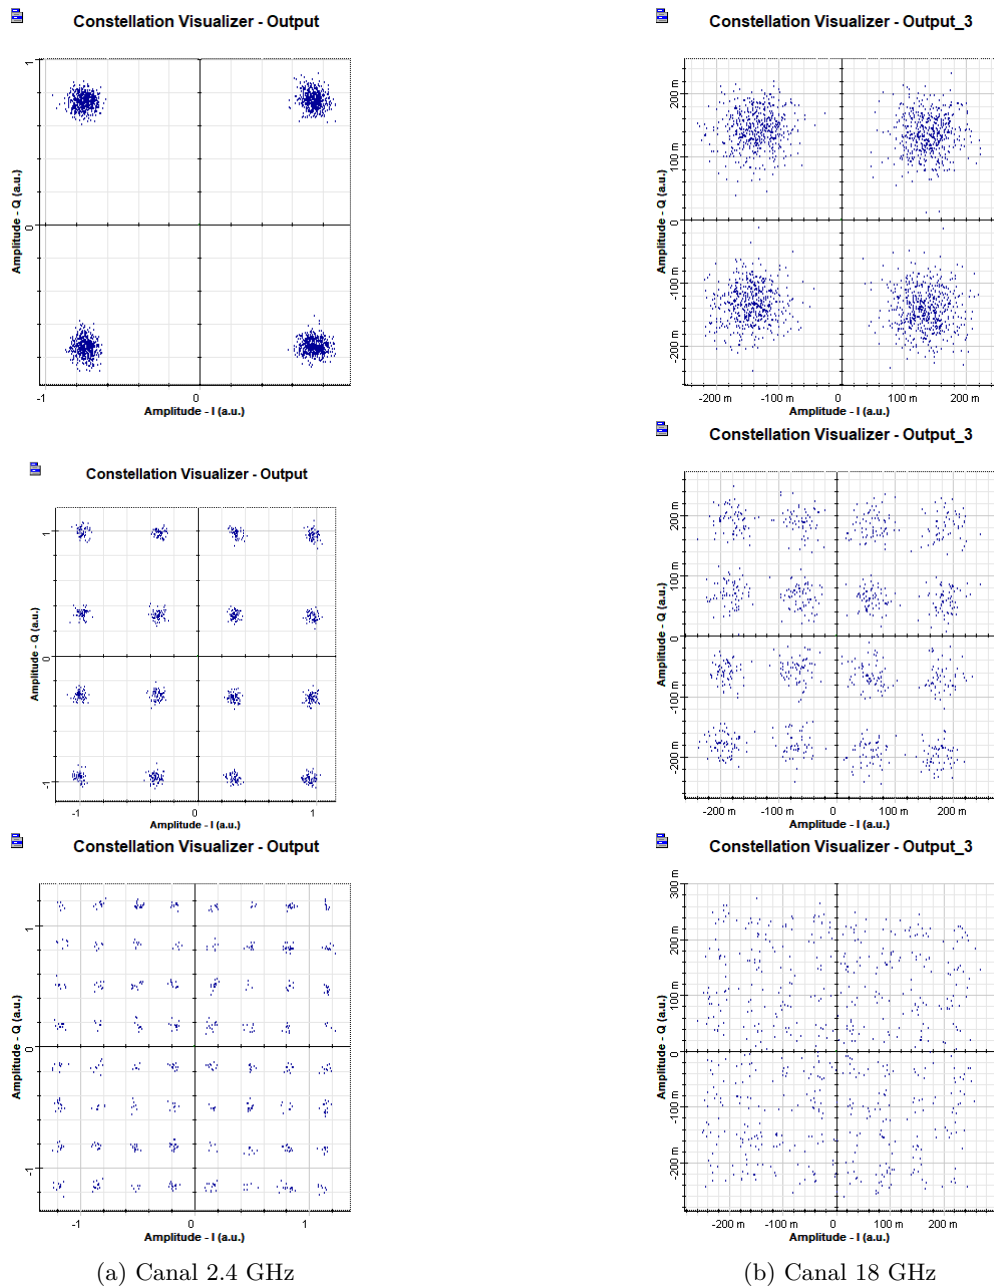 Constellation Visualizer - Output
Amplitude - Q (a.u.)
1
0
-1
0
Amplitude - I (a.u.)
Constellation Visualizer - Output_3
Amplitude - Q (a.u.)
200 m
100 m
0
-100 m
-200 m
-200 m
-100 m
0
100 m
200 m
Amplitude - I (a.u.)
Constellation Visualizer - Output
Amplitude - Q (a.u.)
1
0
-1
-1
0
1
Amplitude - I (a.u.)
Constellation Visualizer - Output_3
Amplitude - Q (a.u.)
200 m
100 m
0
-100 m
-200 m
-200 m
-100 m
0
100 m
200 m
Amplitude - I (a.u.)
Constellation Visualizer - Output
Amplitude - Q (a.u.)
1
0
-1
-1
0
1
Amplitude - I (a.u.)
Constellation Visualizer - Output_3
Amplitude - Q (a.u.)
300 m
200 m
100 m
0
-100 m
-200 m
-200 m
-100 m
0
100 m
200 m
Amplitude - I (a.u.)
(a) Canal 2.4 GHz
(b) Canal 18 GHz